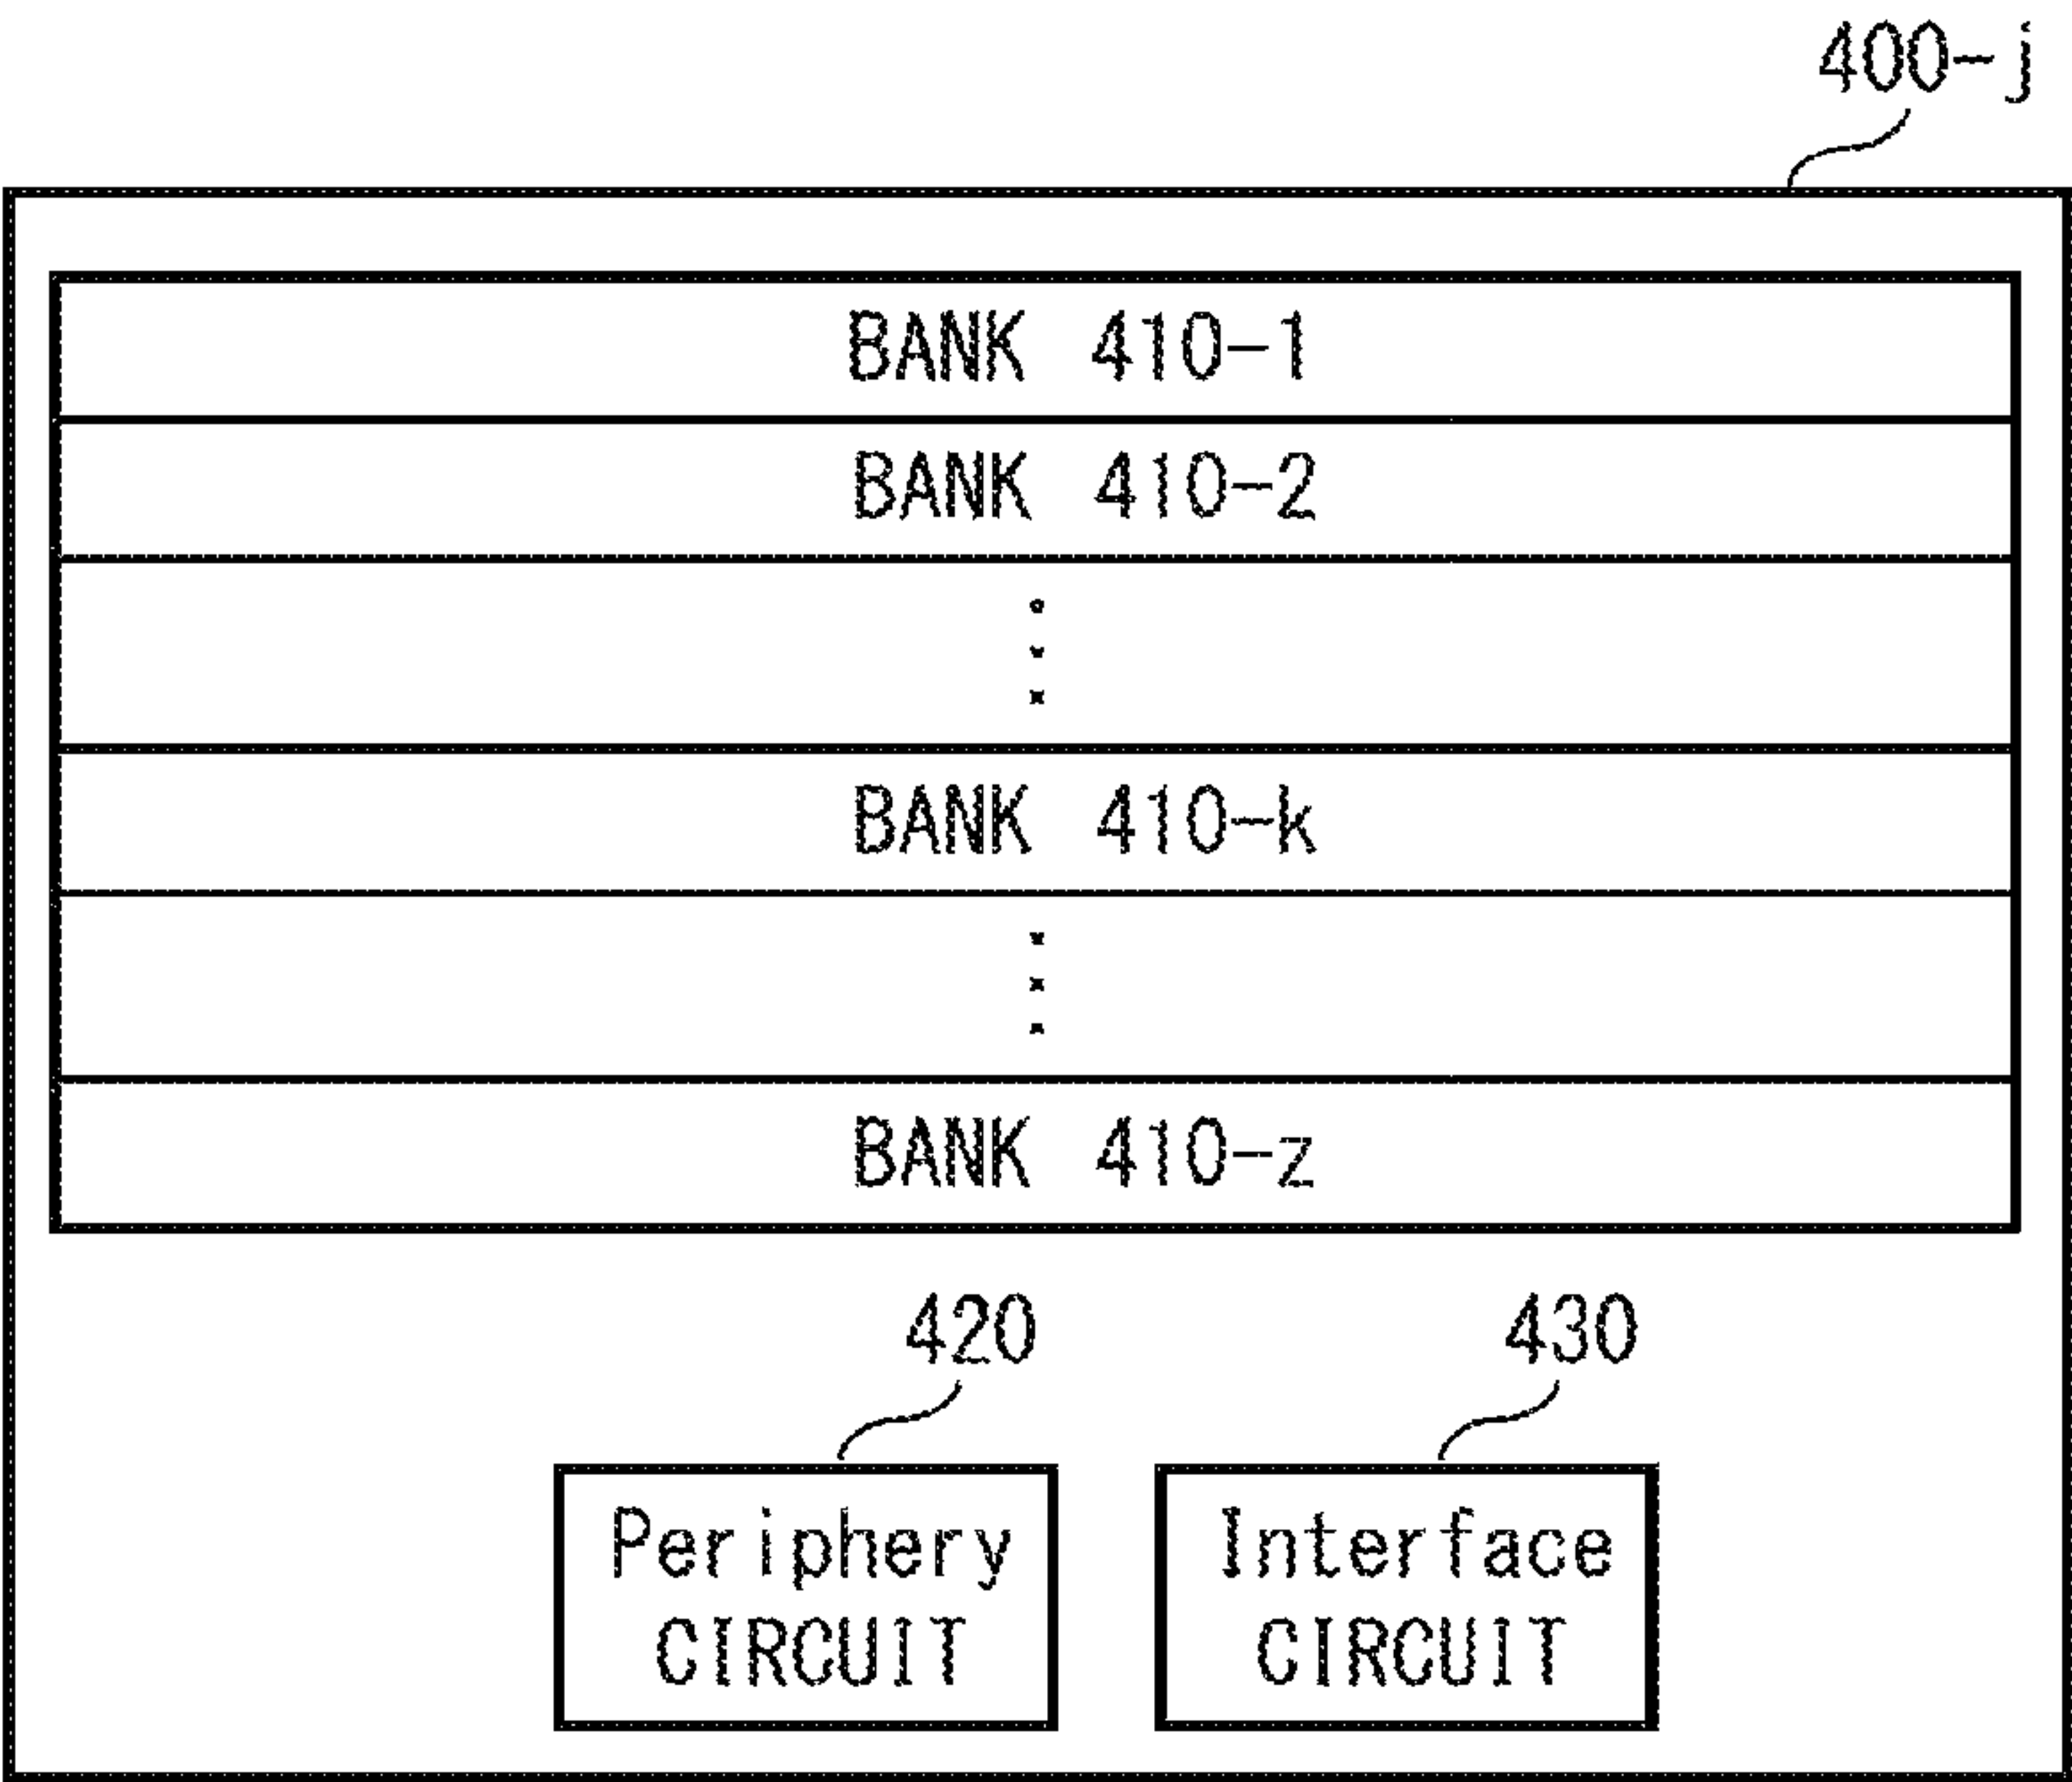 400-j
BANK 410-1
BANK 410-2
BANK 410-k
BANK 410-z
420
430
Periphery
CIRCUIT
Interface
CIRCUIT